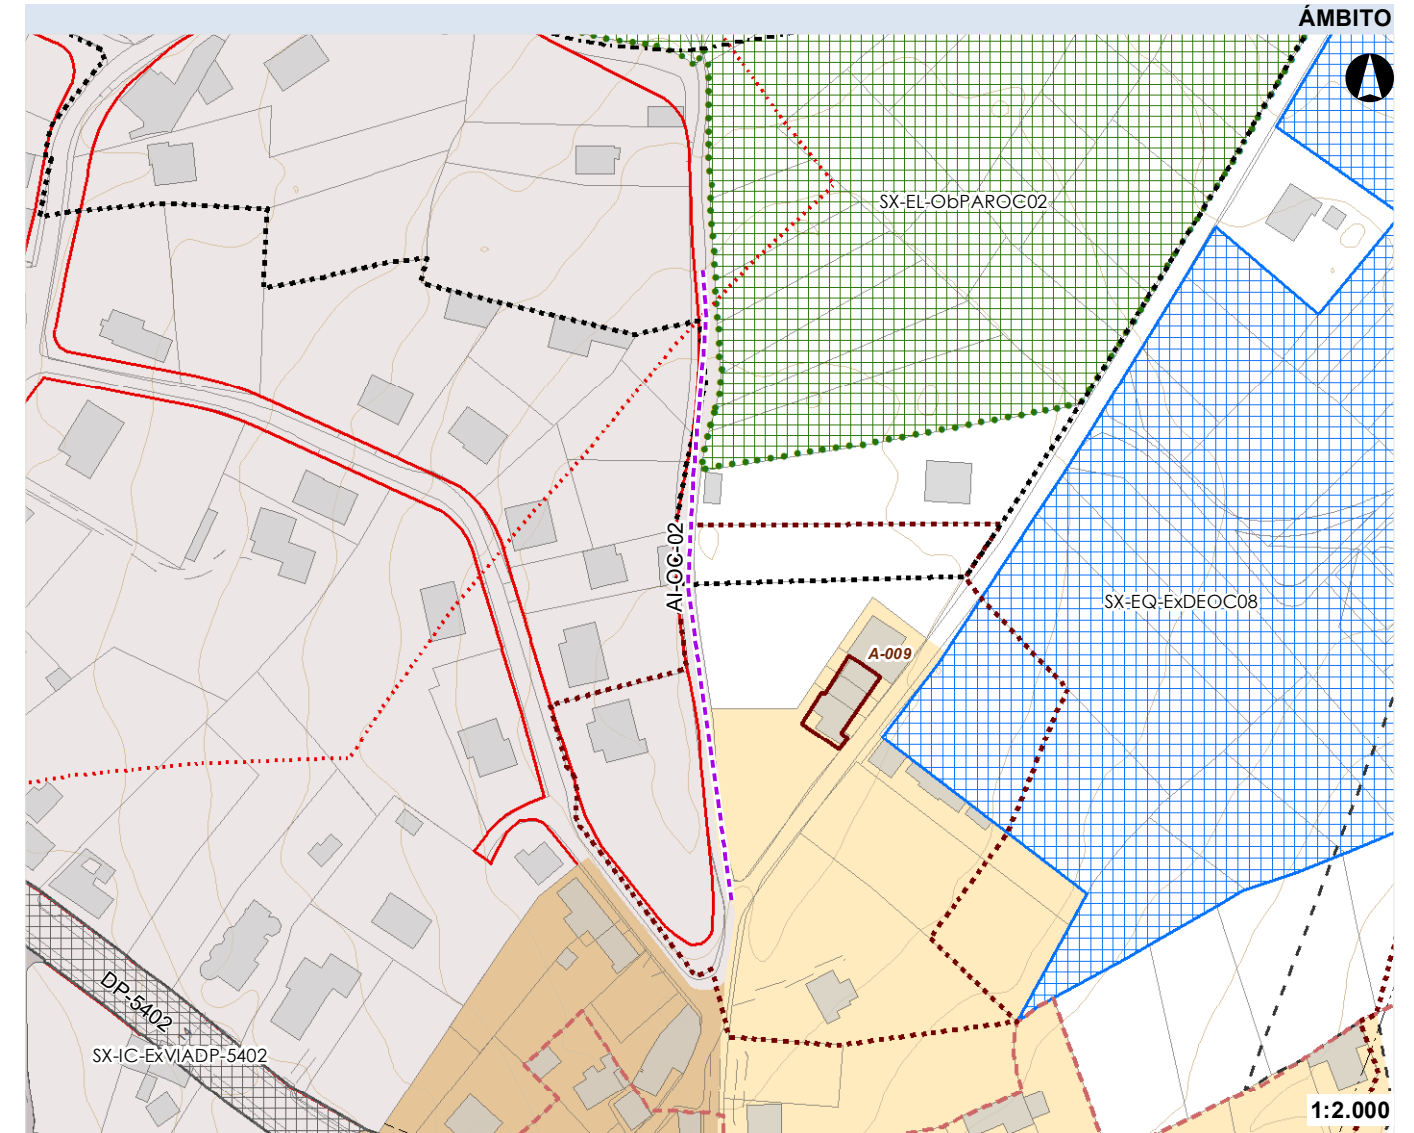 ÁMBITO
SX-EL-ObPAROC02
AI-OC-02
SX-EQ-ExDEOC08
A-009
DP-5402
14
SX-IC-ExVIADP-5402
1:2.000